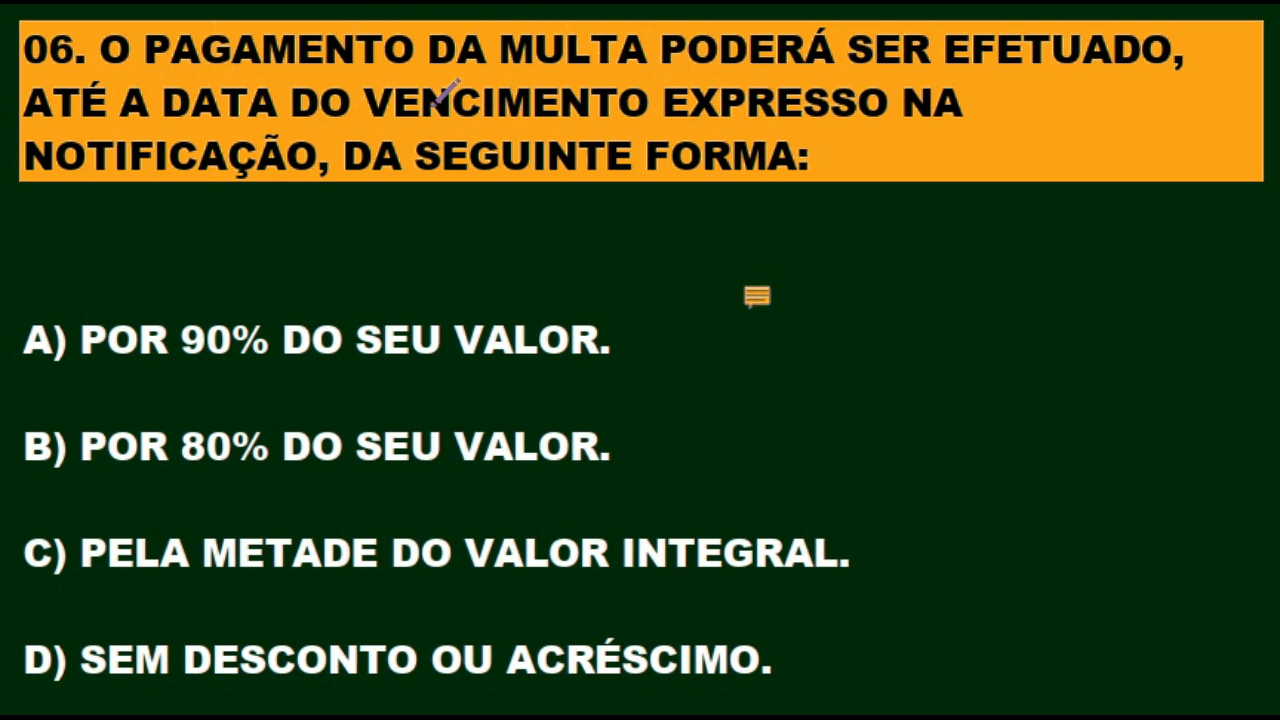 06. O PAGAMENTO DA MULTA PODERÁ SER EFETUADO,
ATÉ A DATA DO VENCIMENTO EXPRESSO NA
NOTIFICAÇÃO, DA SEGUINTE FORMA:
A) POR 90% DO SEU VALOR.
B) POR 80% DO SEU VALOR.
C) PELA METADE DO VALOR INTEGRAL.
D) SEM DESCONTO OU ACRÉSCIMO.